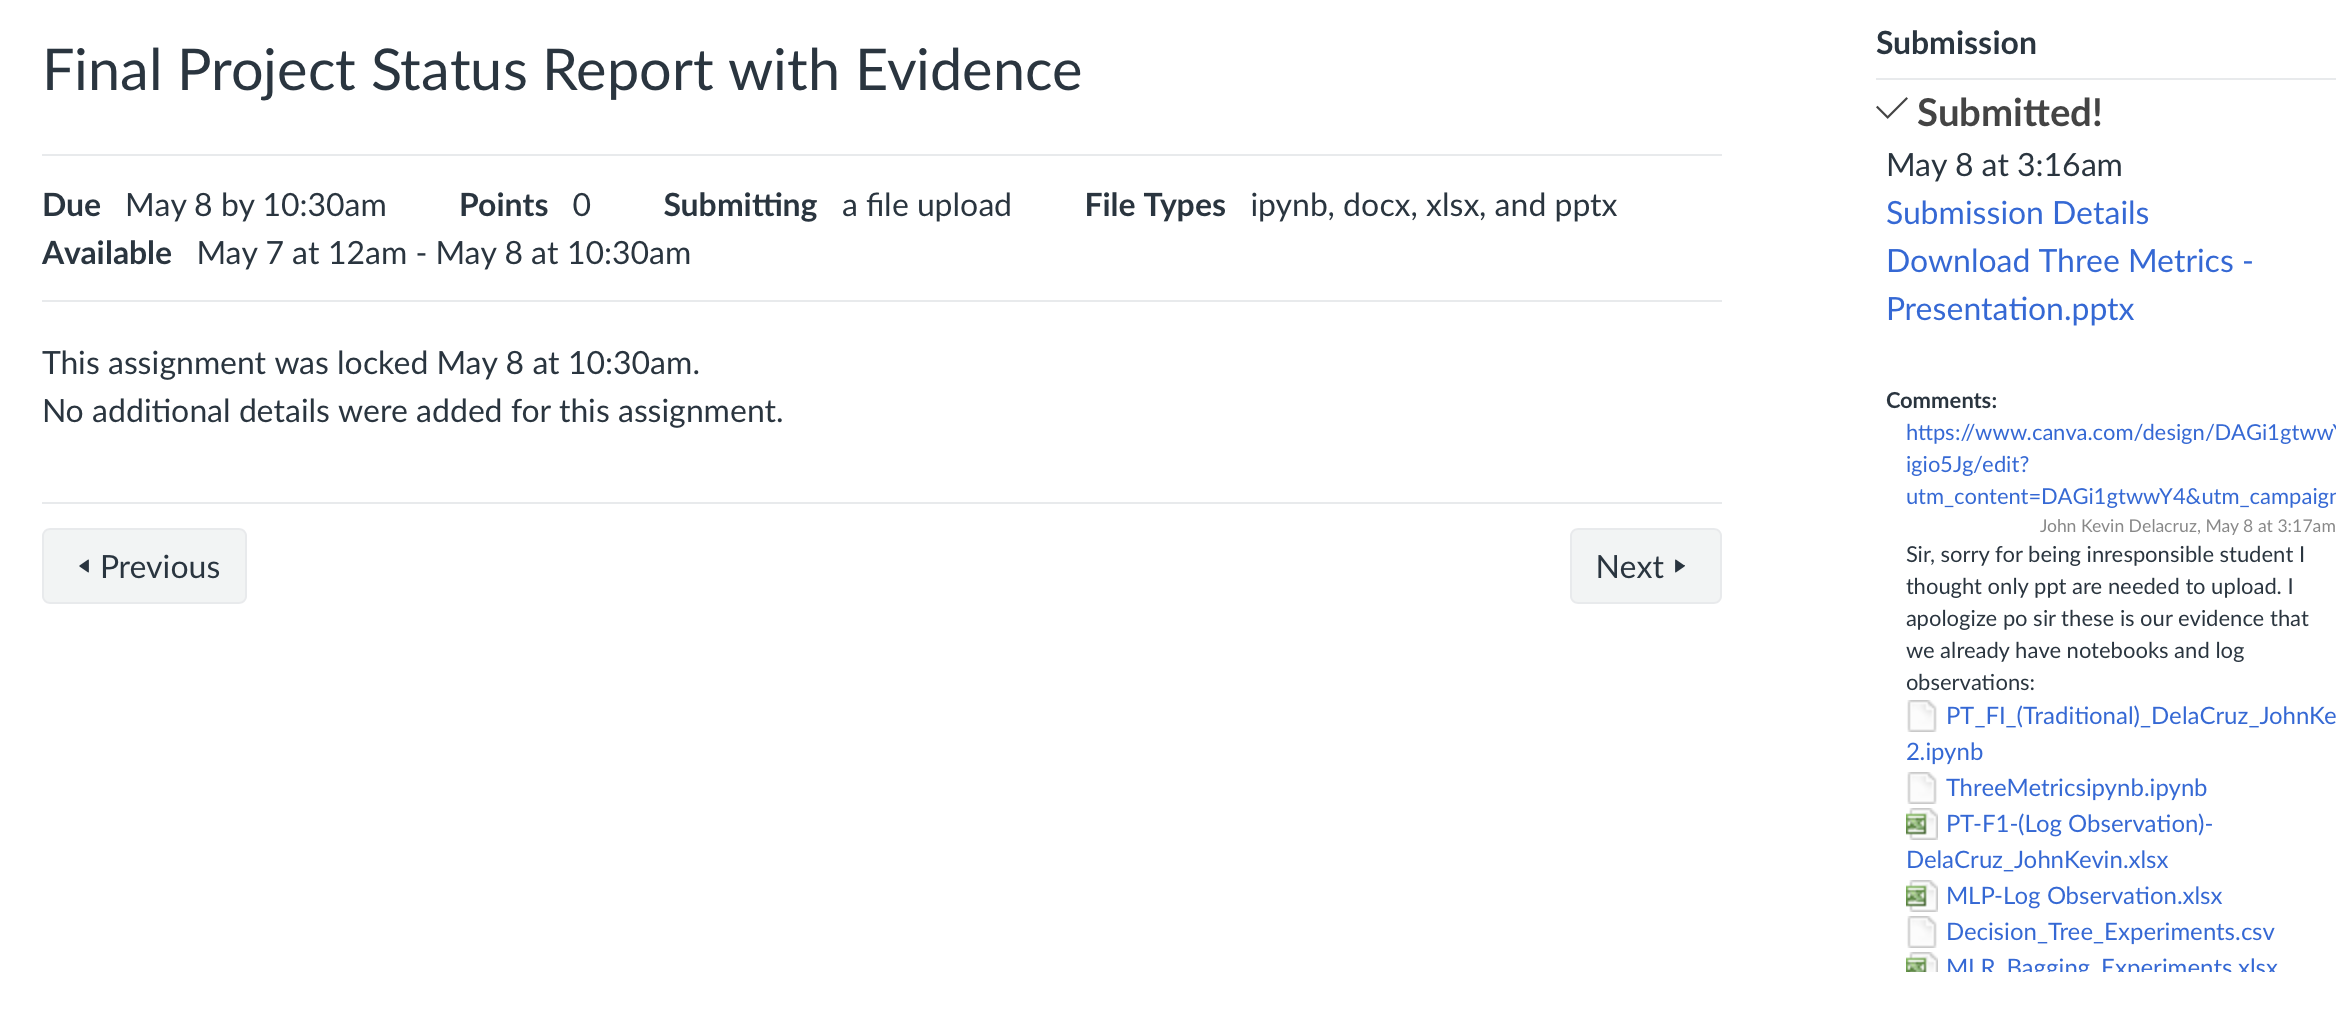 Final Project Status Report with Evidence
Due May 8 by 10:30am Points 0 Submitting a file upload File Types ipynb, docx, xlsx, and pptx
Available May 7 at 12am - May 8 at 10:30am
This assignment was locked May 8 at 10:30am.
No additional details were added for this assignment.
Previous
Next
Submission
Submitted!
May 8 at 3:16am
Submission Details
Download Three Metrics -
Presentation.pptx
Comments:
https://www.canva.com/design/DAGi1gtwwY
igio5Jg/edit?
utm_content=DAGi1gtwwY4&utm_campaign
John Kevin Delacruz, May 8 at 3:17am
Sir, sorry for being inresponsible student I
thought only ppt are needed to upload. I
apologize po sir these is our evidence that
we already have notebooks and log
observations:
PT_FI_(Traditional)_DelaCruz_JohnKe
2.ipynb
ThreeMetricsipynb.ipynb
PT-F1-(Log Observation)-
DelaCruz_JohnKevin.xlsx
MLP-Log Observation.xlsx
Decision_Tree_Experiments.csv
MLR_Bagging_Experiments.xlsx